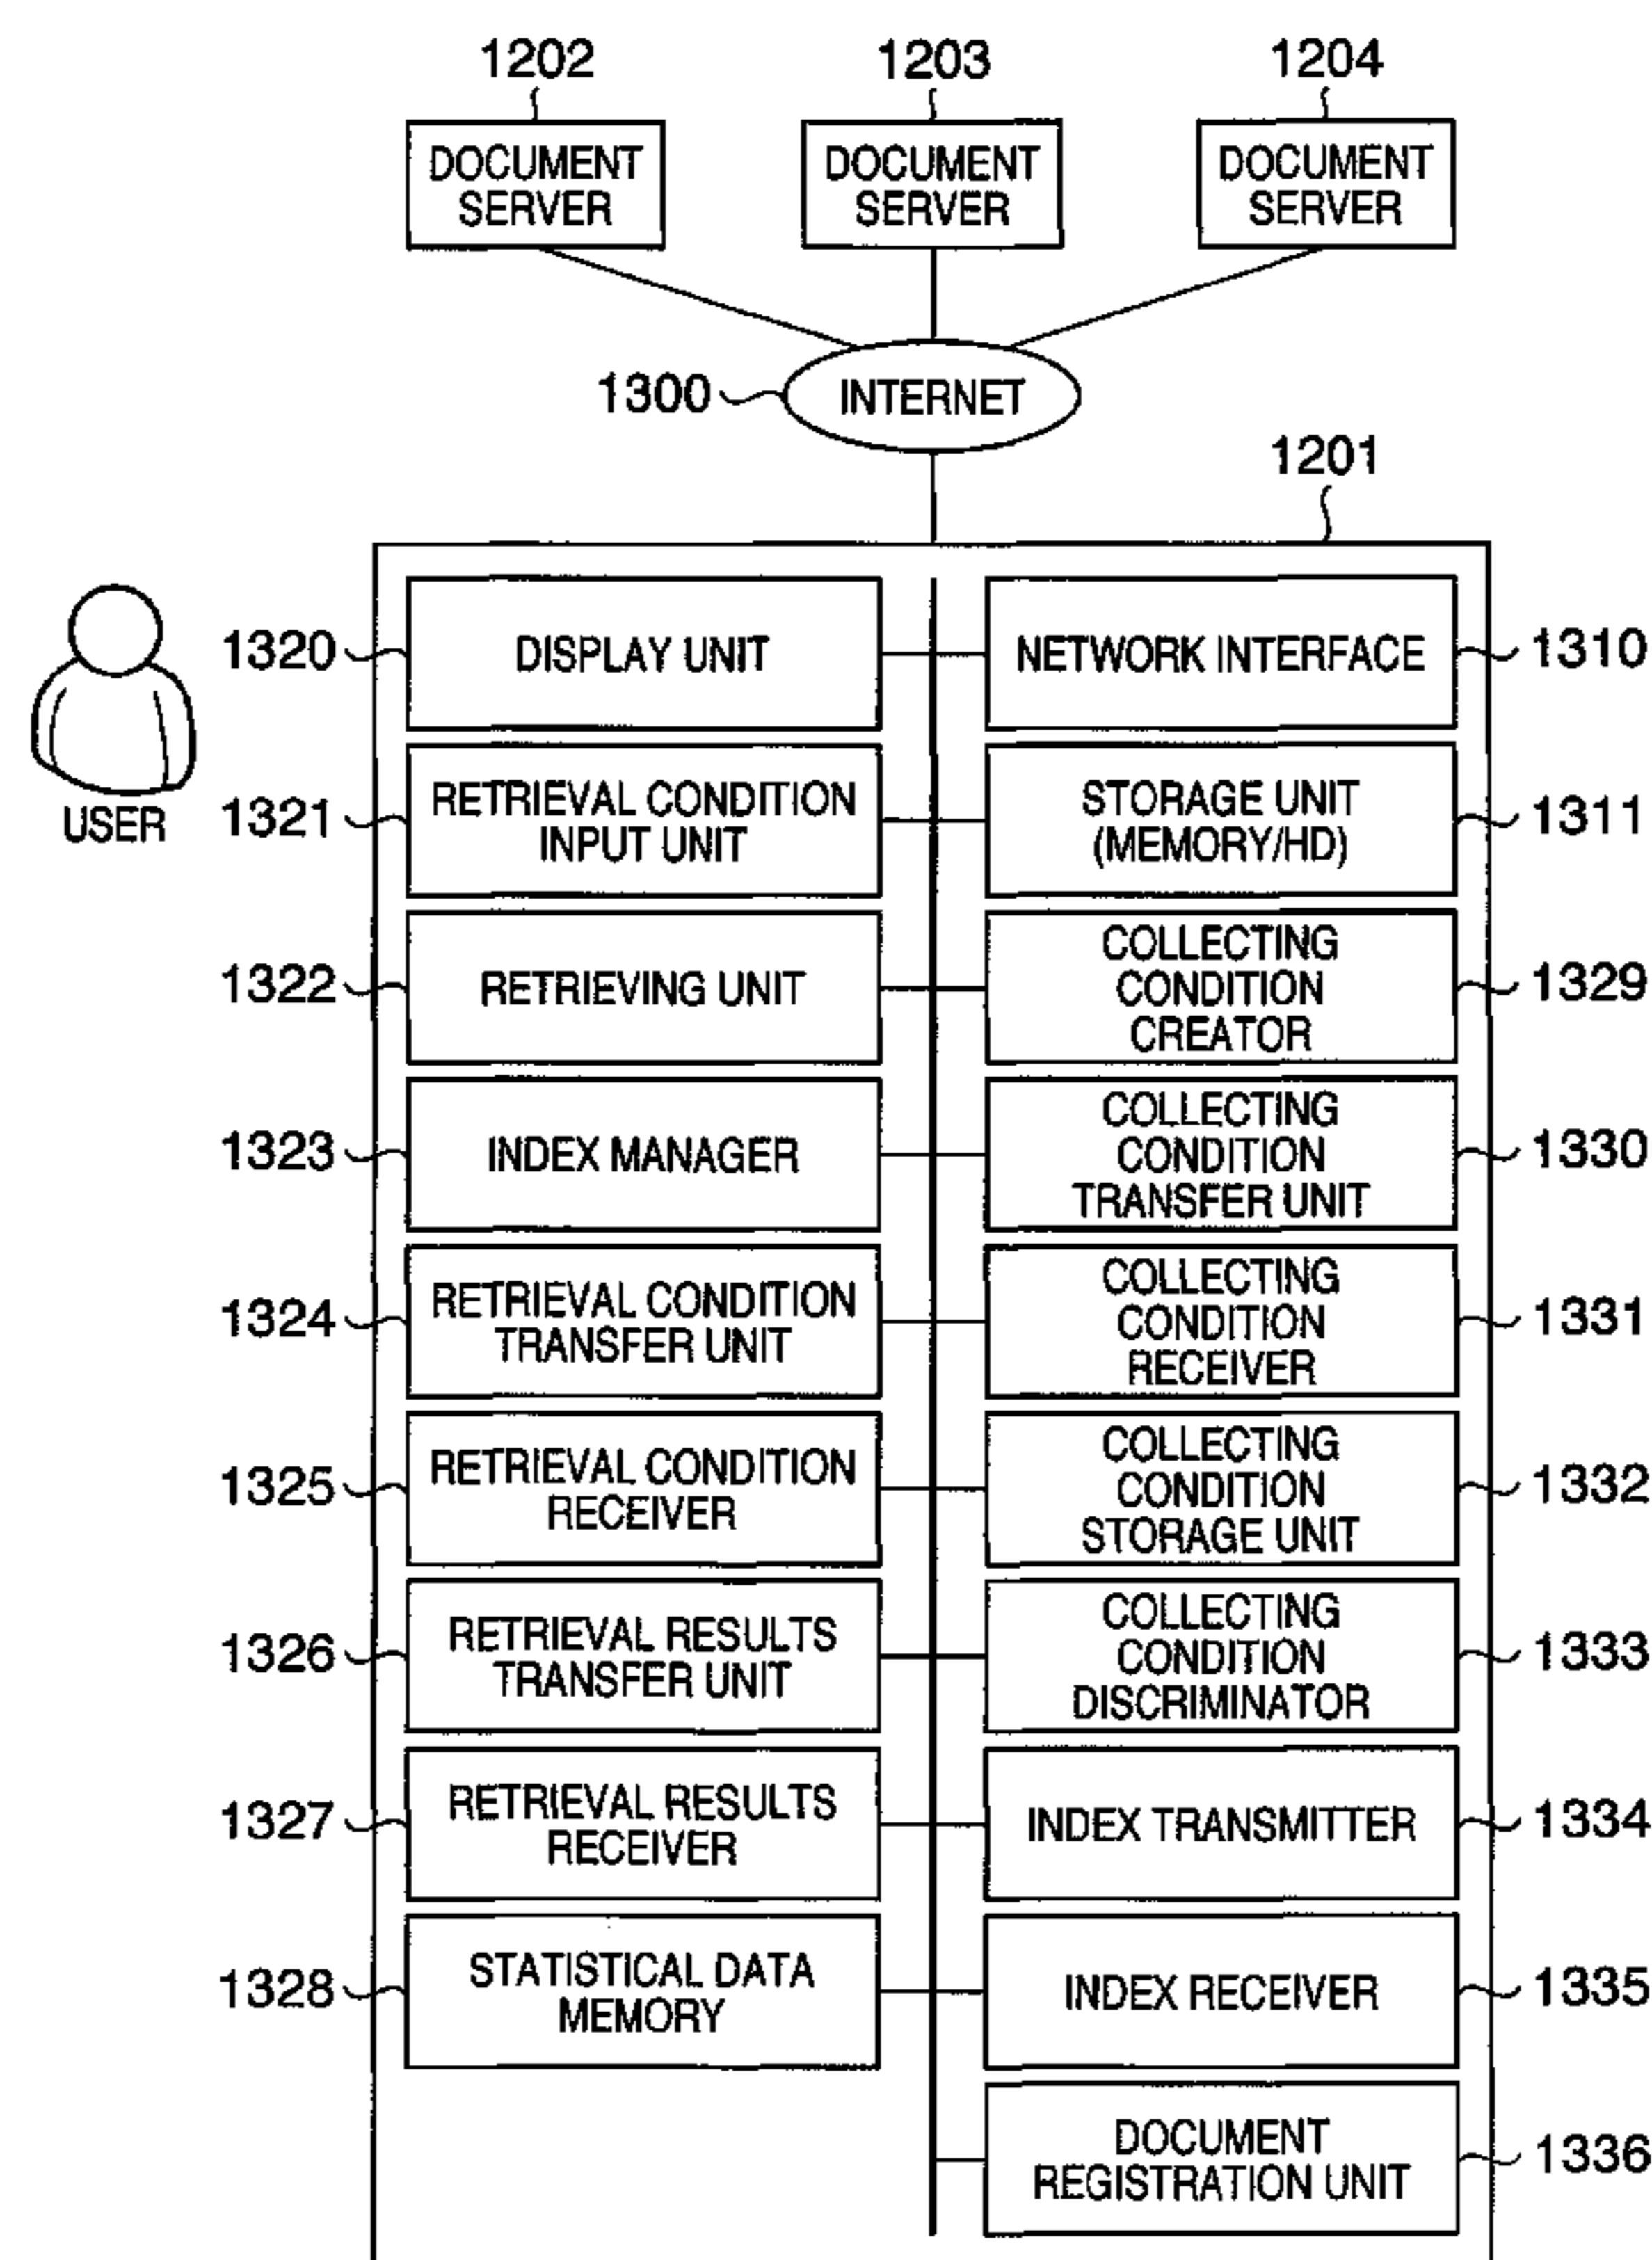 1202
1203
1204
DOCUMENT
SERVER
DOCUMENT
SERVER
DOCUMENT
SERVER
1300
INTERNET
1201
USER
1320
DISPLAY UNIT
NETWORK INTERFACE
1310
1321
RETRIEVAL CONDITION
INPUT UNIT
STORAGE UNIT
(MEMORY/HD)
1311
1322
RETRIEVING UNIT
COLLECTING
CONDITION
CREATOR
1329
1323
INDEX MANAGER
COLLECTING
CONDITION
TRANSFER UNIT
1330
1324
RETRIEVAL CONDITION
TRANSFER UNIT
COLLECTING
CONDITION
RECEIVER
1331
1325
RETRIEVAL CONDITION
RECEIVER
COLLECTING
CONDITION
STORAGE UNIT
1332
1326
RETRIEVAL RESULTS
TRANSFER UNIT
COLLECTING
CONDITION
DISCRIMINATOR
1333
1327
RETRIEVAL RESULTS
RECEIVER
INDEX TRANSMITTER
1334
1328
STATISTICAL DATA
MEMORY
INDEX RECEIVER
1335
DOCUMENT
REGISTRATION UNIT
1336